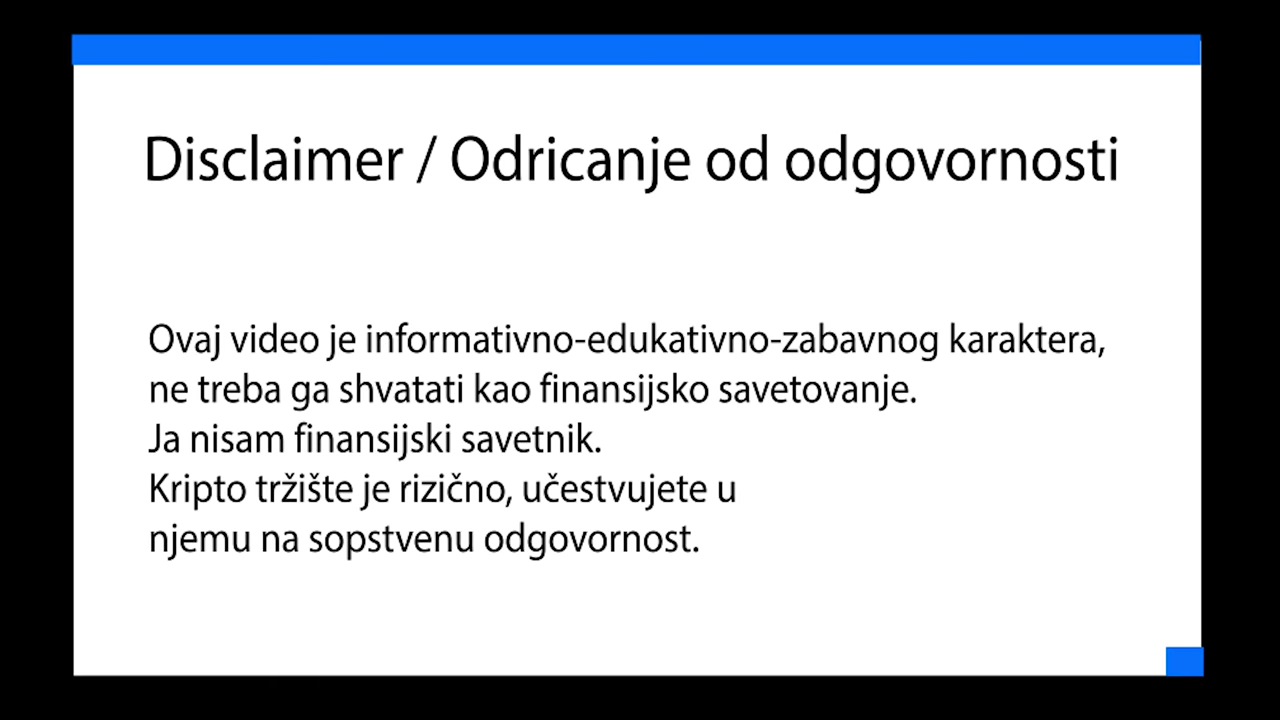 Disclaimer / Odricanje od odgovornosti
Ovaj video je informativno-edukativno-zabavnog karaktera,
ne treba ga shvatati kao finansijsko savetovanje.
Ja nisam finansijski savetnik.
Kripto tržište je rizično, učestvujete u
njemu na sopstvenu odgovornost.